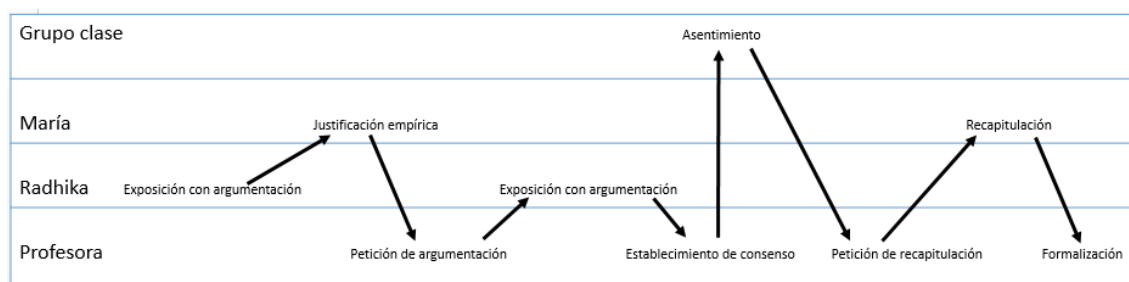 Grupo clase
Asentimiento
María
Justificación empírica
Recapitulación
Radhika
Exposición con argumentación
Exposición con argumentación
Profesora
Petición de argumentación
Establecimiento de consenso
Petición de recapitulación
Formalización